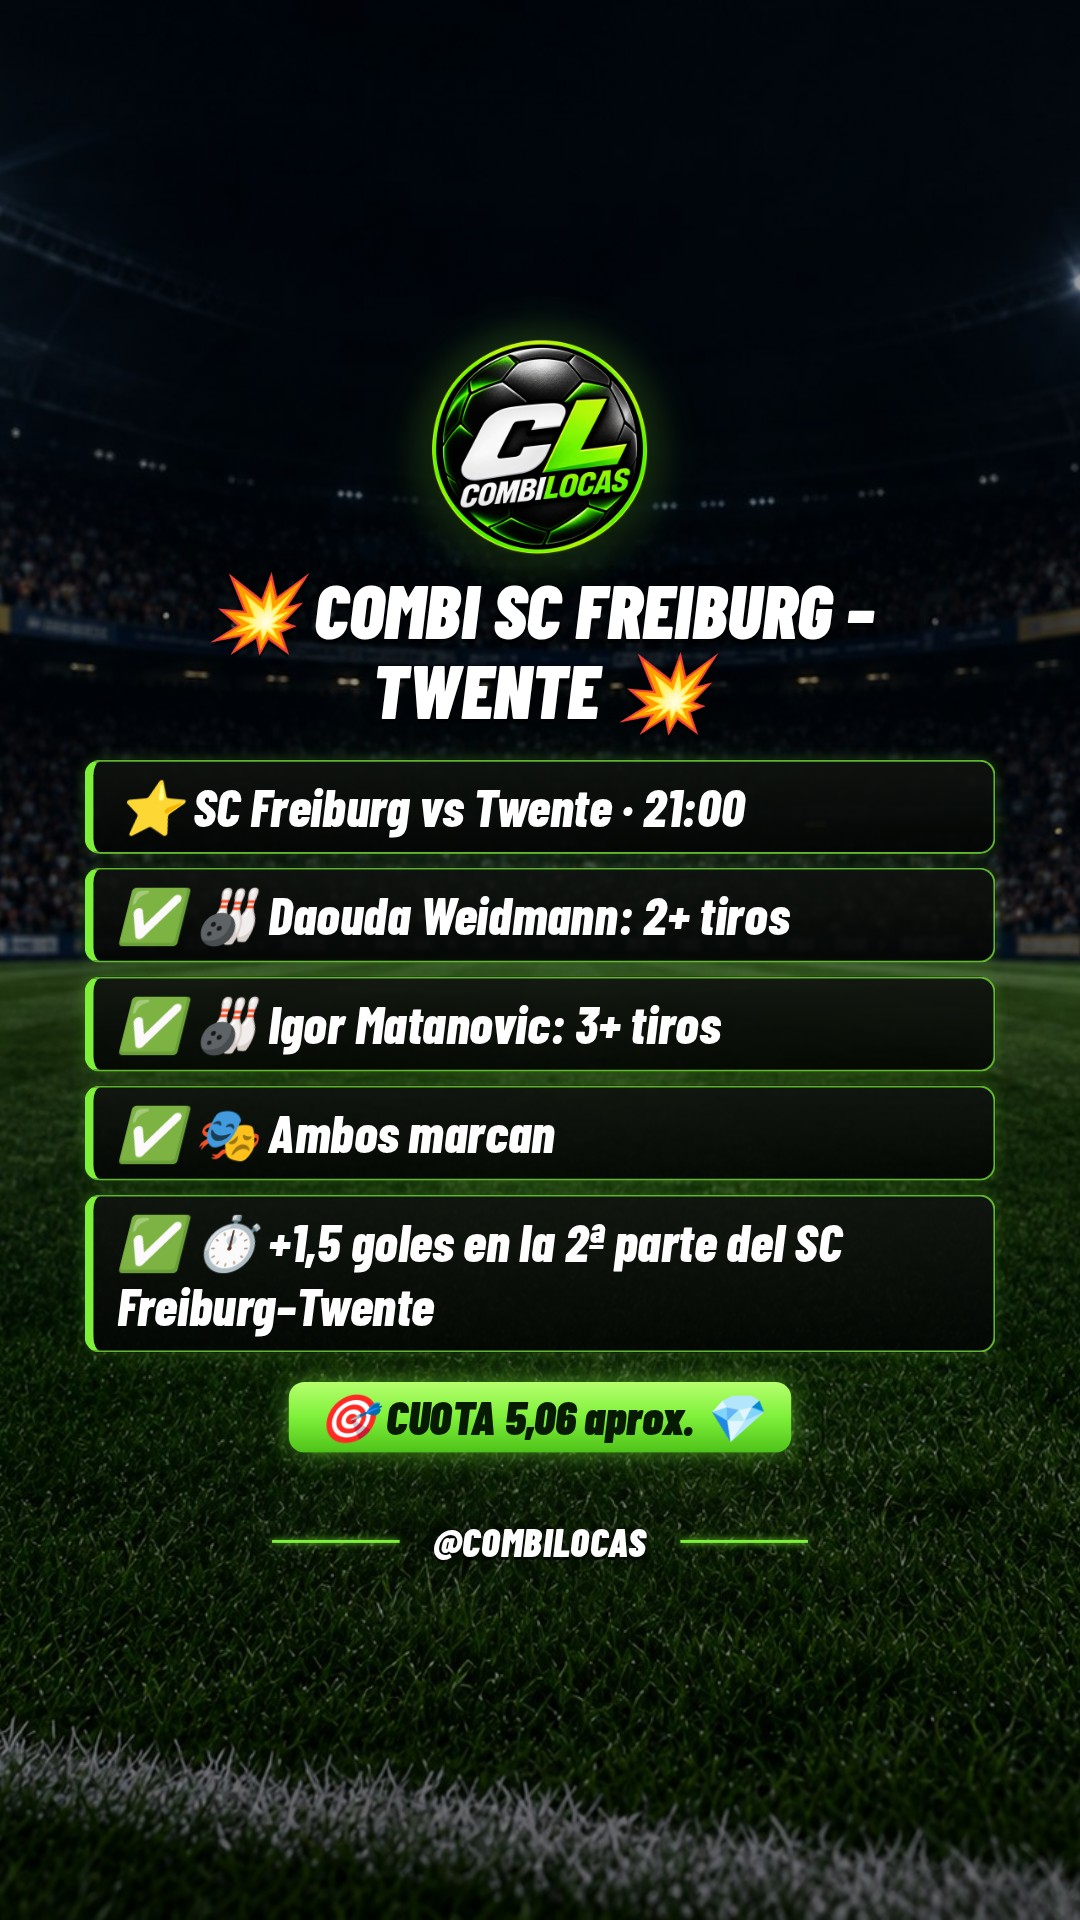 CL
COMBILOCAS
💥 COMBI SC FREIBURG -
TWENTE 💥
⭐ SC Freiburg vs Twente · 21:00
✅ 🎳 Daouda Weidmann: 2+ tiros
✅ 🎳 Igor Matanovic: 3+ tiros
✅ 🎭 Ambos marcan
✅ ⏱️ +1,5 goles en la 2ª parte del SC
Freiburg-Twente
🎯 CUOTA 5,06 aprox. 💎
@COMBILOCAS